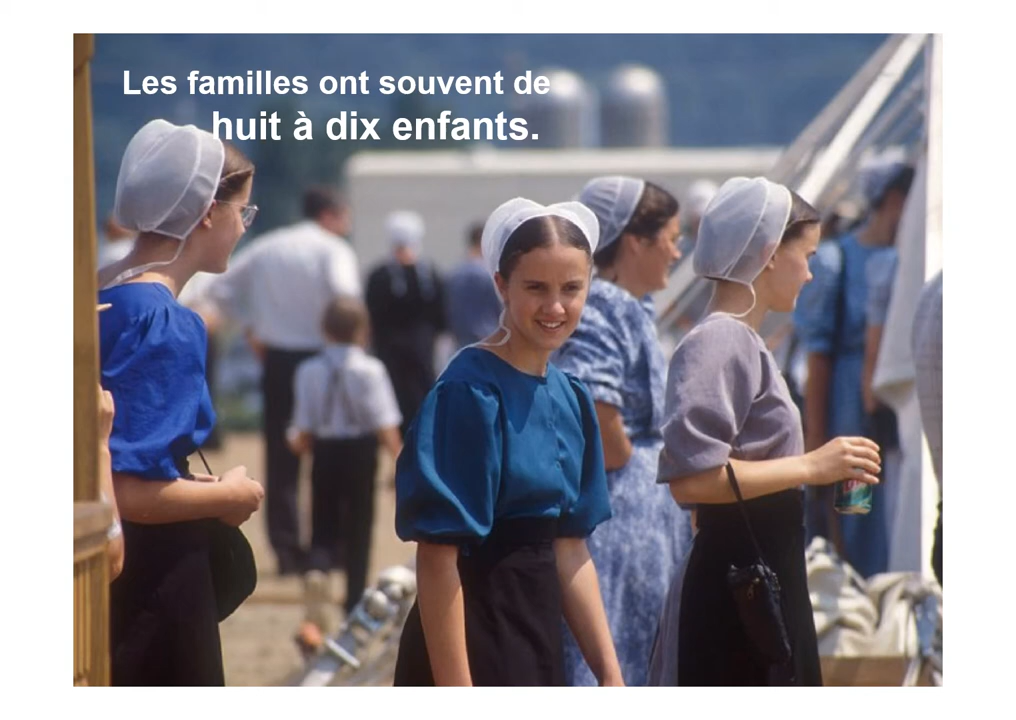 Les familles ont souvent de
huit à dix enfants.